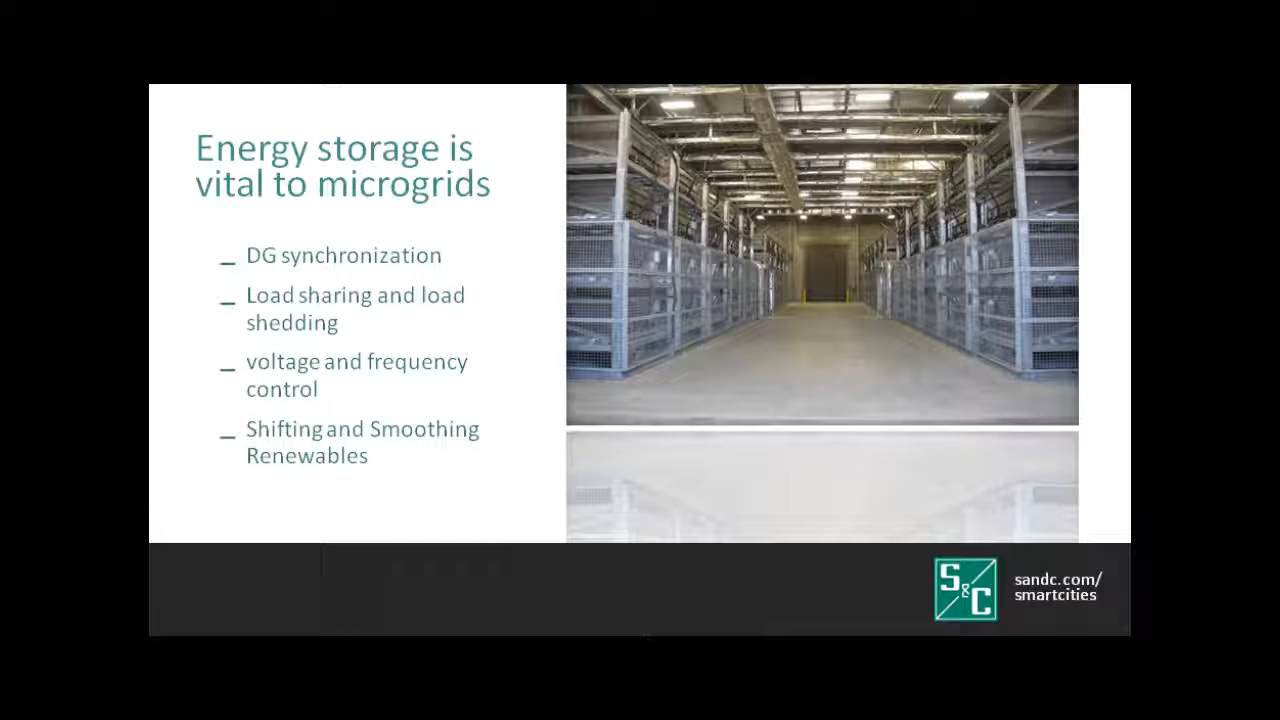 Energy storage is
vital to microgrids
_ DG synchronization
_ Load sharing and load
shedding
_ voltage and frequency
control
_ Shifting and Smoothing
Renewables
S&C
sandc.com/
smartcities